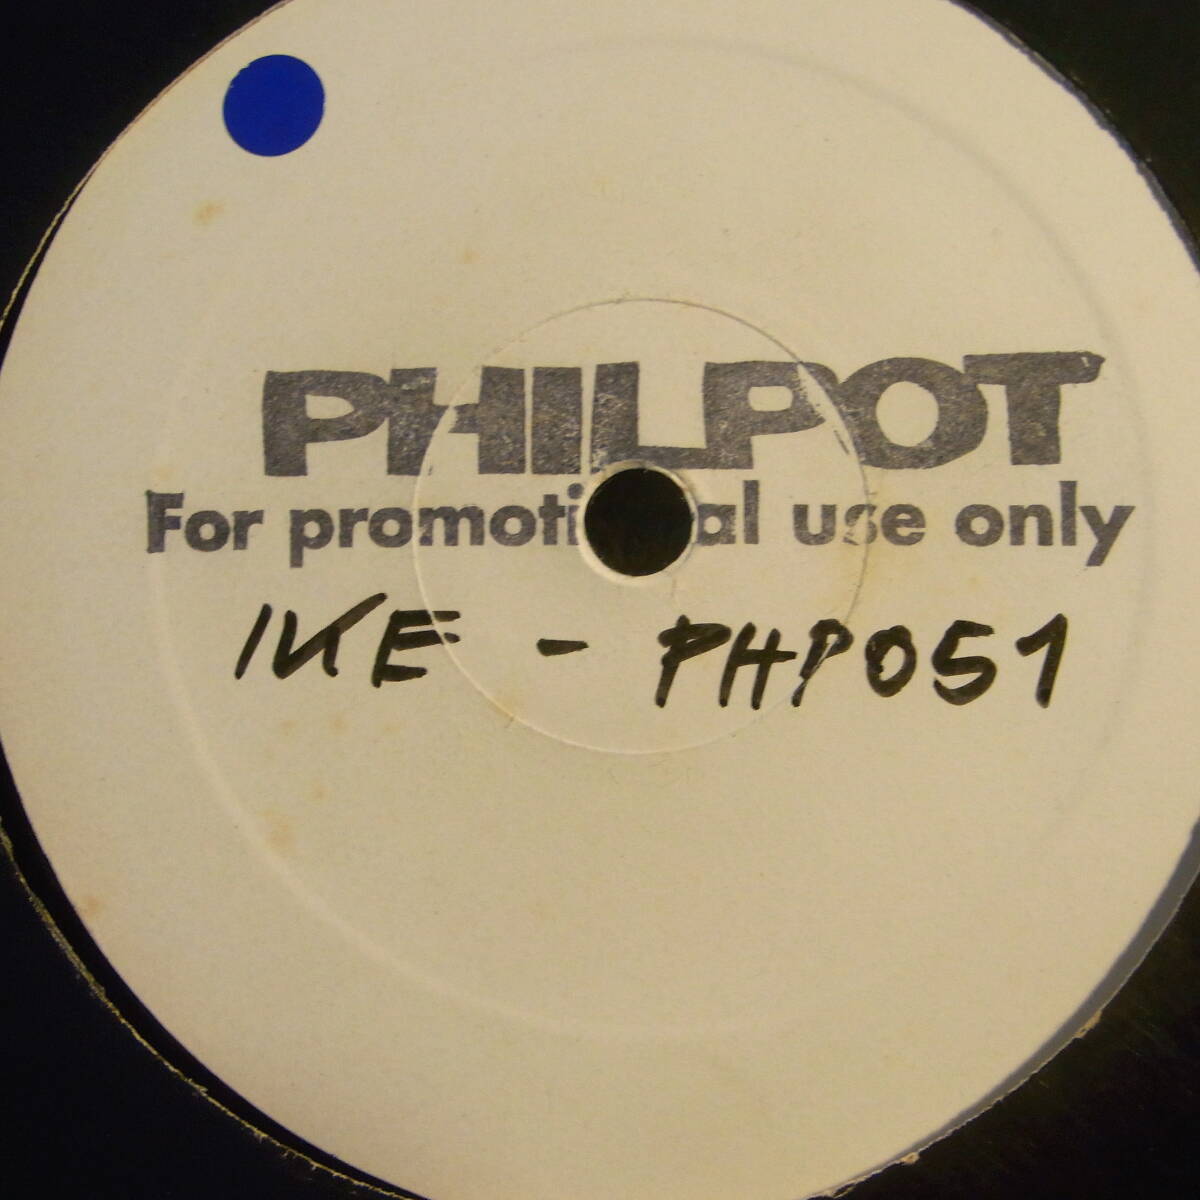 PHILPOT
For promotional use only
IKE - PHP051